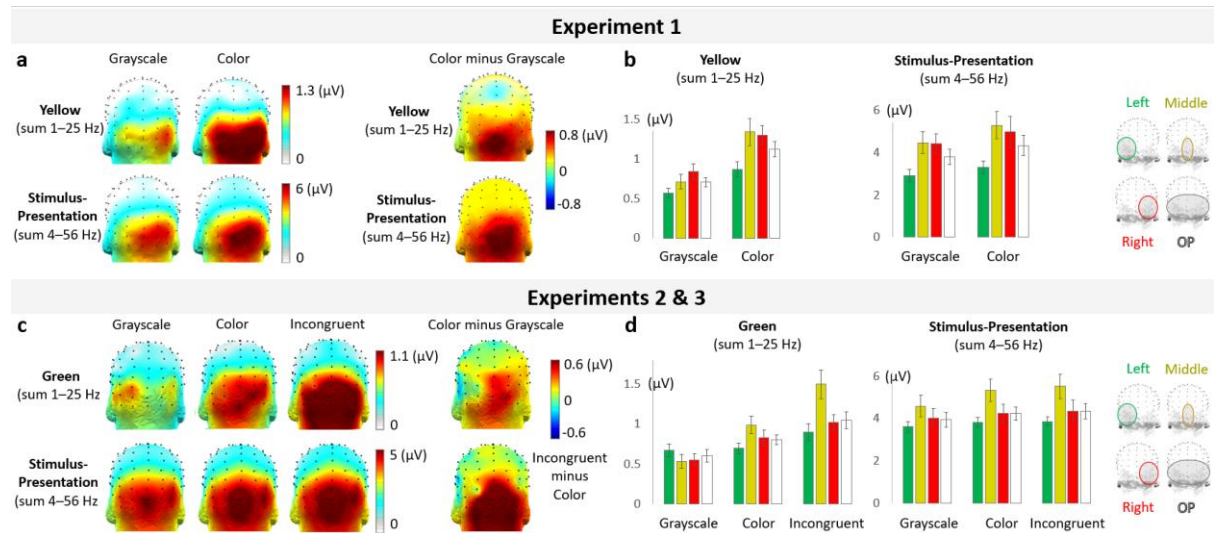 Experiment 1
a
Grayscale
Color
Color minus Grayscale
Yellow
(sum 1–25 Hz)
1.3 (µV)
0
Yellow
(sum 1–25 Hz)
0.8 (µV)
0
-0.8
Stimulus-
Presentation
(sum 4–56 Hz)
6 (µV)
0
Stimulus-
Presentation
(sum 4–56 Hz)
b
Yellow
(sum 1–25 Hz)
(µV)
1.5
1
0.5
0
Grayscale
Color
Stimulus-Presentation
(sum 4–56 Hz)
6
(µV)
4
2
0
Grayscale
Color
Left
Middle
Right
OP
Experiments 2 & 3
c
Grayscale
Color
Incongruent
Color minus Grayscale
Green
(sum 1–25 Hz
1.1 (µV)
0
0.6 (µV)
0
-0.6
Stimulus-
Presentation
(sum 4–56 Hz
5 (µV)
0
Incongruent
minus
Color
d
Green
(sum 1–25 Hz)
(µV)
1.5
1
0.5
0
Grayscale
Color
Incongruent
Stimulus-Presentation
(sum 4–56 Hz)
(µV)
6
4
2
0
Grayscale
Color
Incongruent
Left
Middle
Right
OP